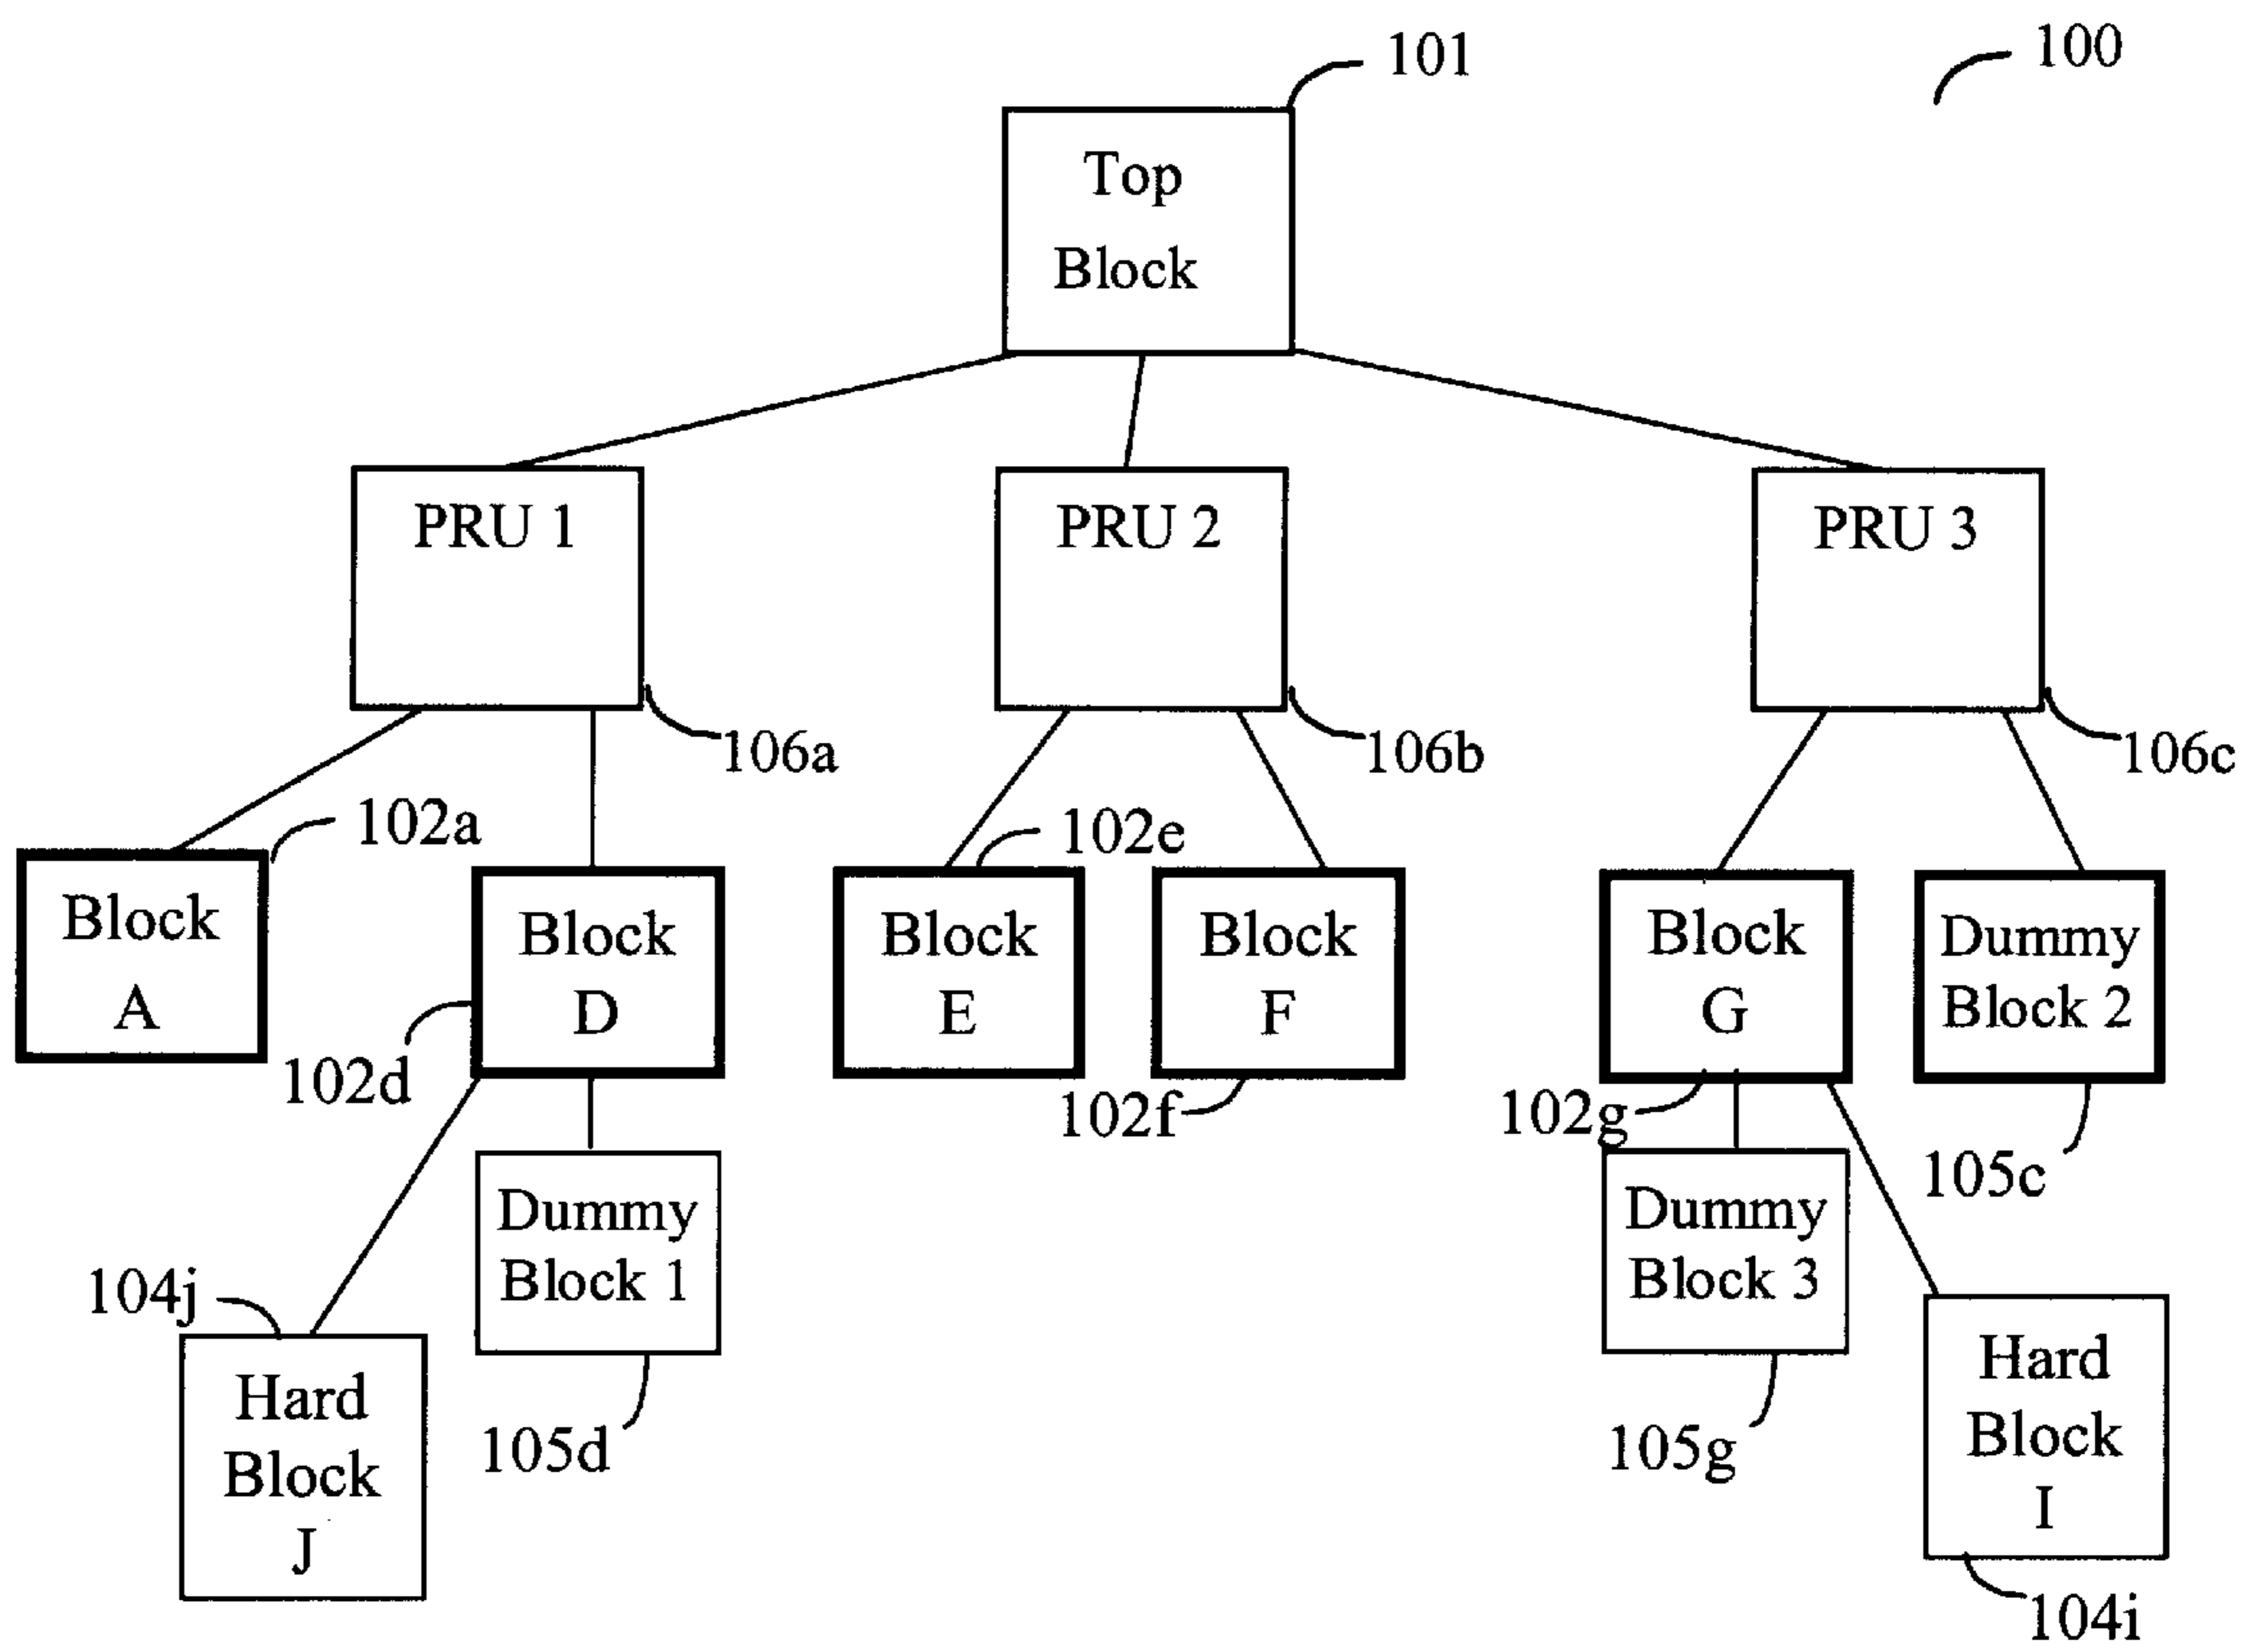 101
100
Top
Block
PRU 1
PRU 2
PRU 3
106a
106b
106c
102a
102e
Block
A
Block
D
Block
E
Block
F
Block
G
Dummy
Block 2
102d
102f
102g
105c
Dummy
Block 1
Dummy
Block 3
104j
Hard
Block
J
Hard
Block
I
105d
105g
104i